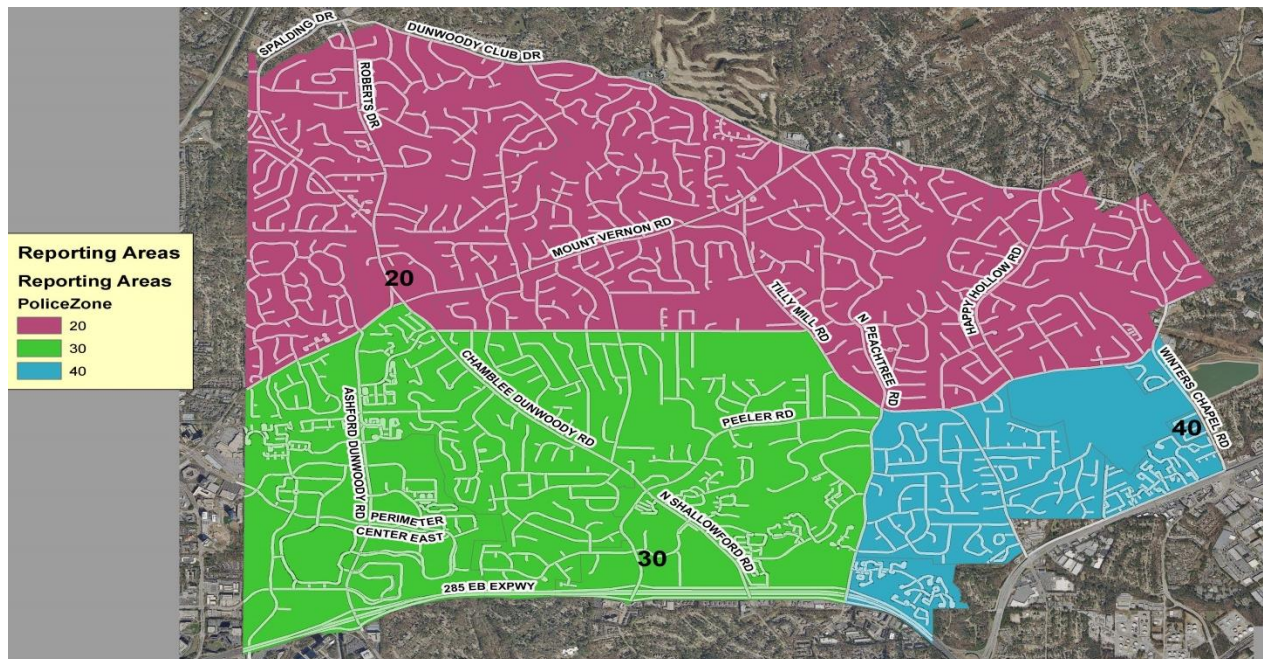 SPALDING DR
DUNWOODY CLUB DR
ROBERTS DR
MOUNT VERNON RD
Reporting Areas
Reporting Areas
PoliceZone
20
30
40
20
TILLY MILL RD
HAPPY HOLLOW RD
N PEACHTREE RD
WINTERS CHAPEL RD
CHAMBLEE DUNWOODY RD
ASHFORD DUNWOODY RD
PEELER RD
40
PERIMETER
CENTER EAST
N SHALLOWFORD RD
30
285 EB EXPWY